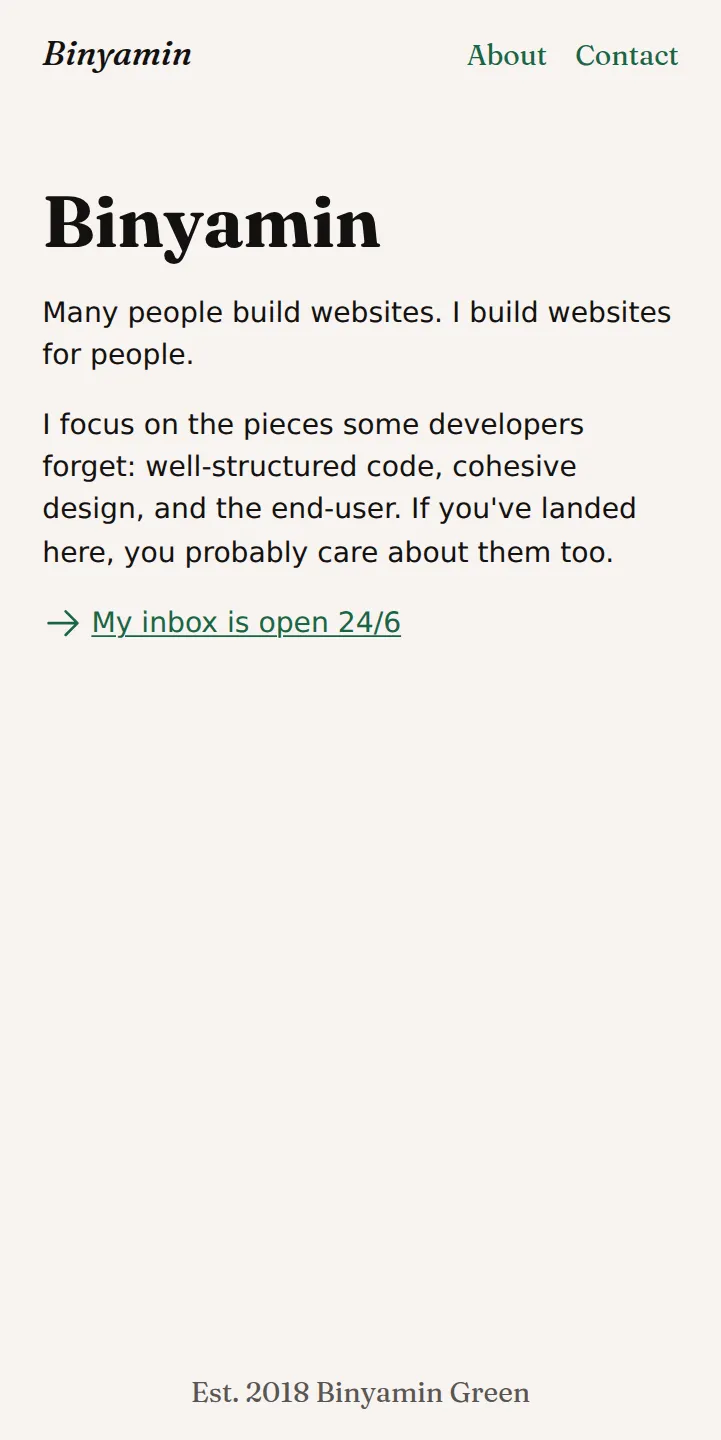 Binyamin
About Contact
Binyamin
Many people build websites. I build websites
for people.
I focus on the pieces some developers
forget: well-structured code, cohesive
design, and the end-user. If you've landed
here, you probably care about them too.
→ My inbox is open 24/6
Est. 2018 Binyamin Green